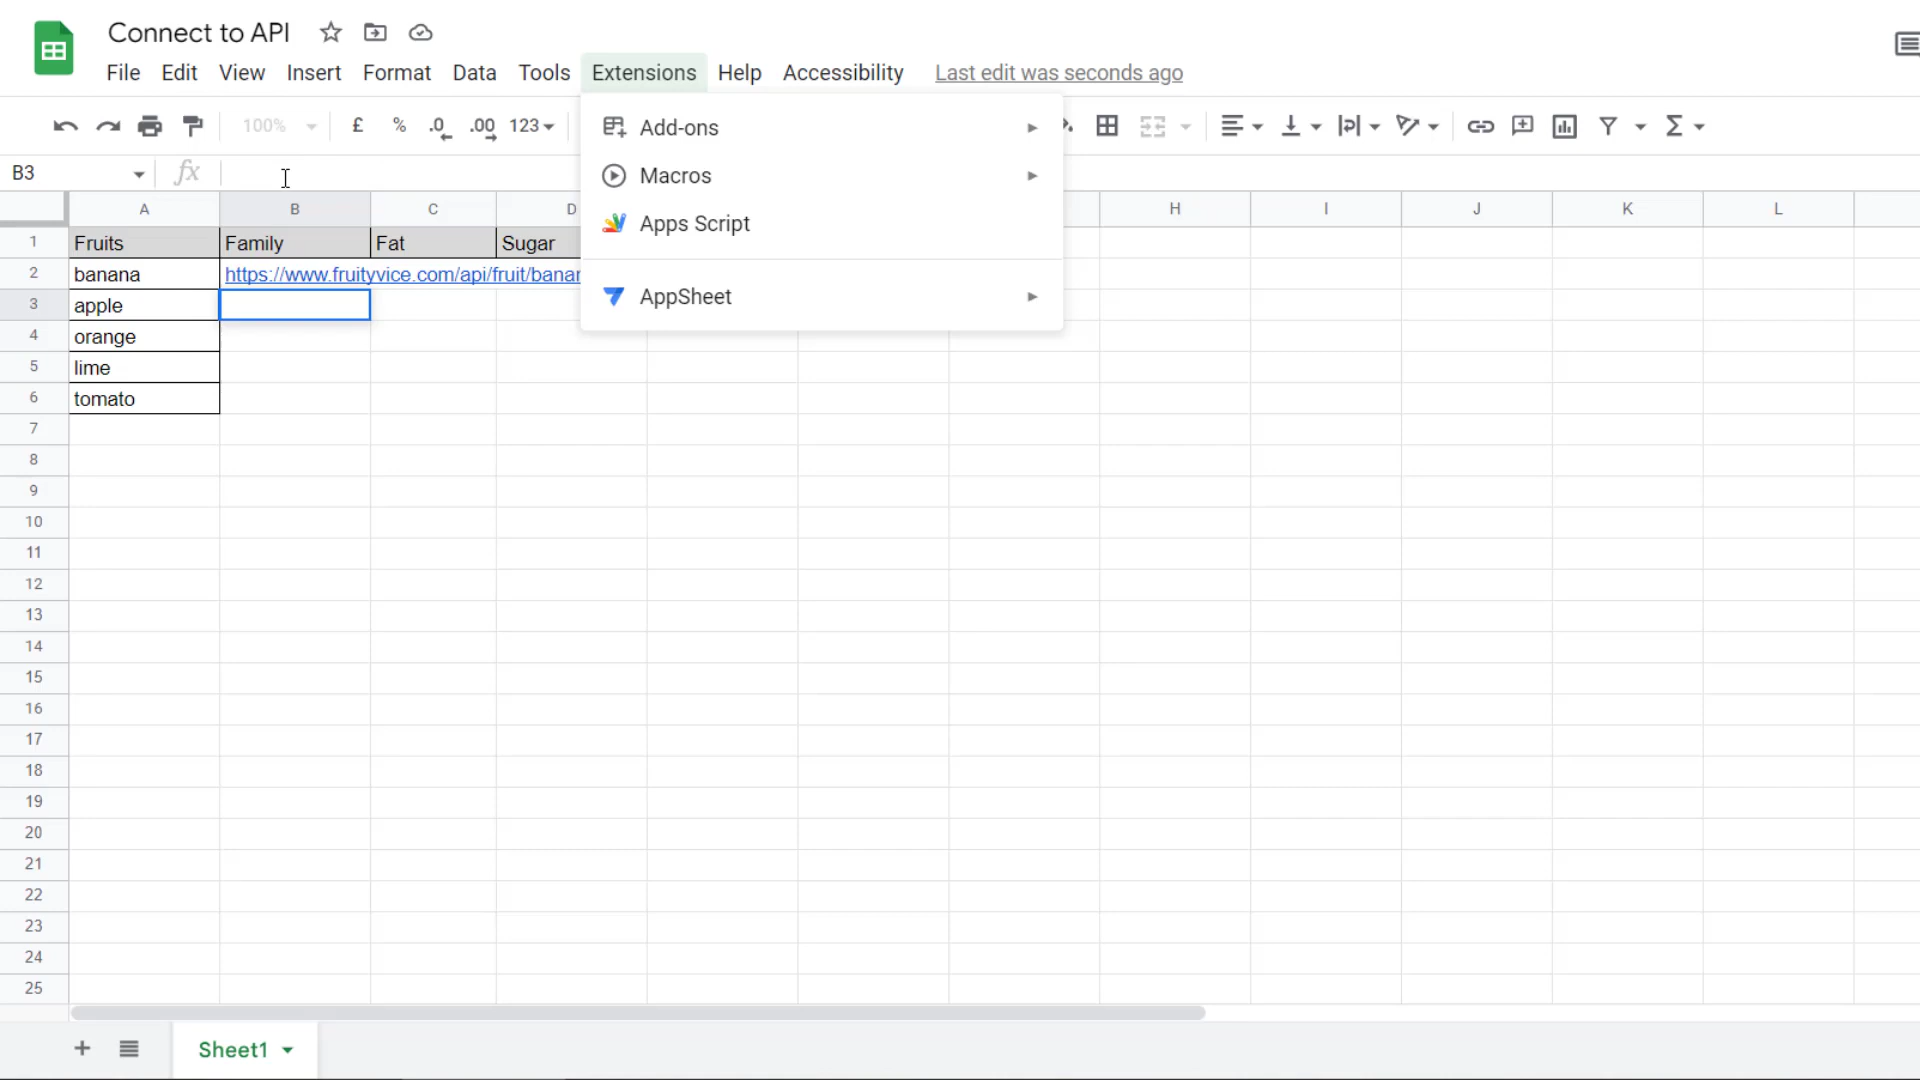 Connect to API
File Edit View Insert Format Data Tools Extensions Help Accessibility Last edit was seconds ago
100% £ % .0 .00 123
Add-ons
Macros
Apps Script
AppSheet
B3 fx
A B C D H I J K L
1 Fruits Family Fat Sugar
2 banana https://www.fruityvice.com/api/fruit/banan
3 apple
4 orange
5 lime
6 tomato
7
8
9
10
11
12
13
14
15
16
17
18
19
20
21
22
23
24
25
Sheet1